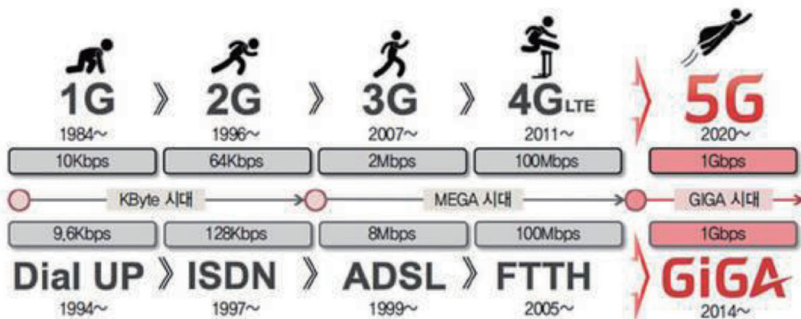 1G 》 2G 》 3G 》 4G LTE 5G
1984~ 1996~ 2007~ 2011~ 2020~
10Kbps 64Kbps 2Mbps 100Mbps 1Gbps
KByte 시대 MEGA 시대 GIGA 시대
9.6Kbps 128Kbps 8Mbps 100Mbps 1Gbps
Dial UP 》 ISDN 》 ADSL 》 FTTH GiGA
1994~ 1997~ 1999~ 2005~ 2014~